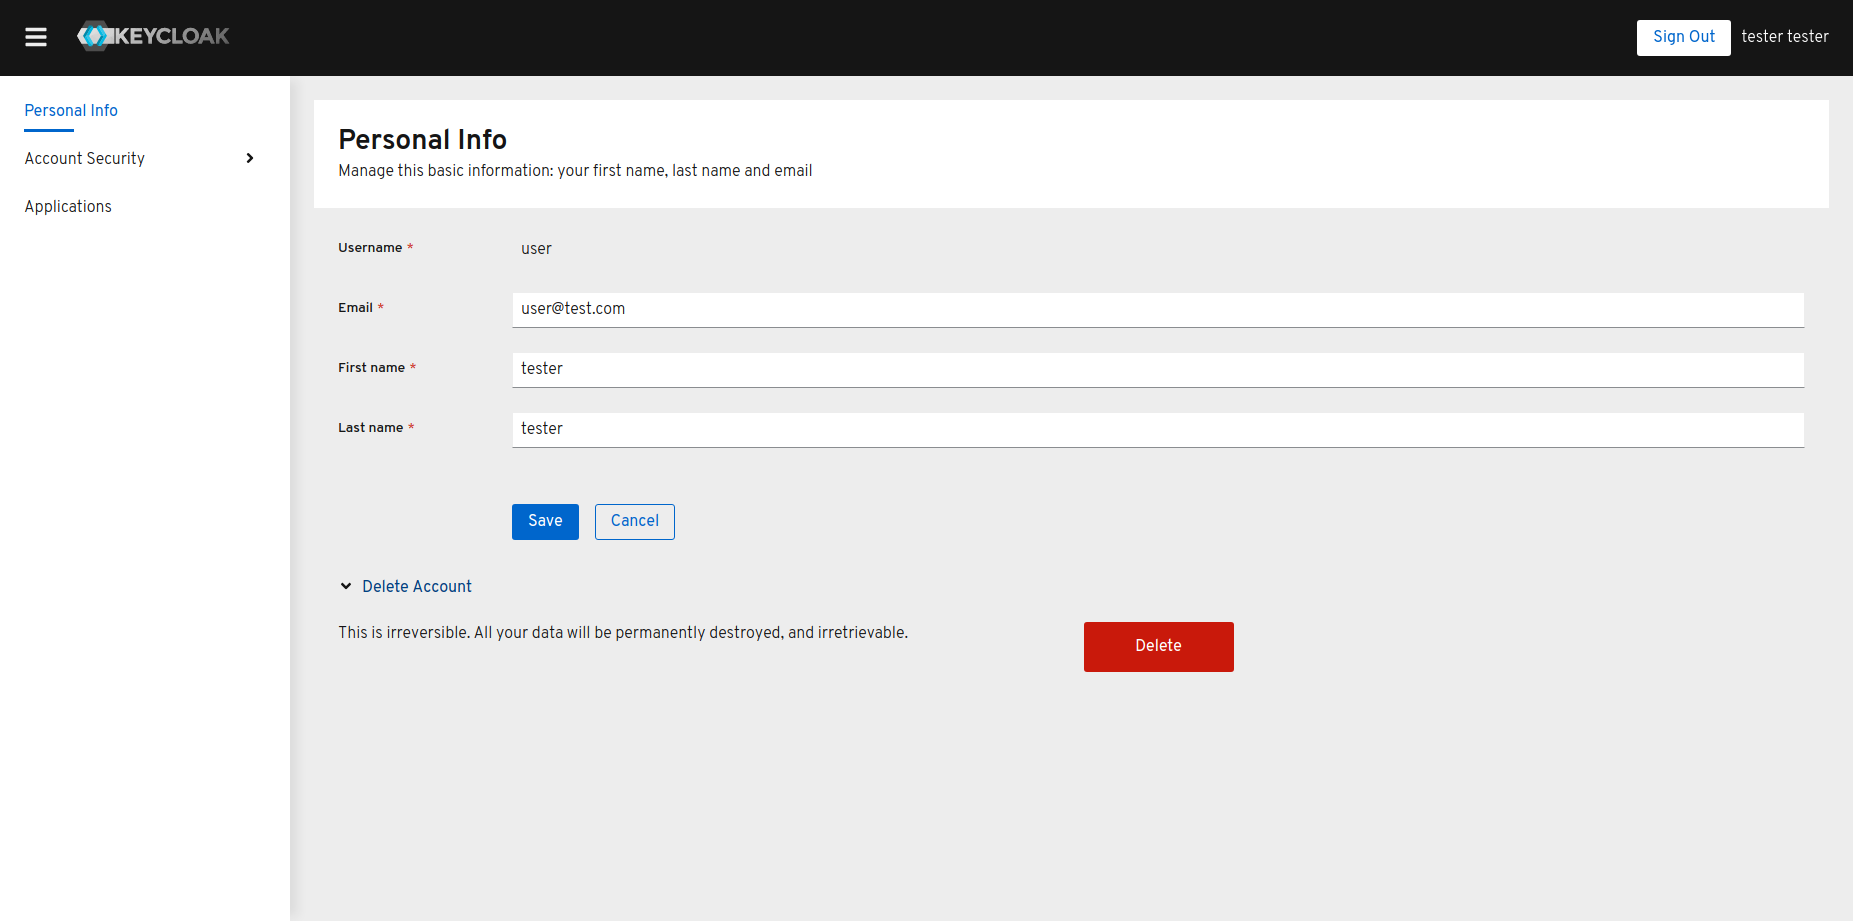 KEYCLOAK
Sign Out
tester tester
Personal Info
Account Security
Applications
Personal Info
Manage this basic information: your first name, last name and email
Username *
user
Email *
user@test.com
First name *
tester
Last name *
tester
Save
Cancel
Delete Account
This is irreversible. All your data will be permanently destroyed, and irretrievable.
Delete